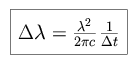 Δλ = λ²/2πc 1/Δt